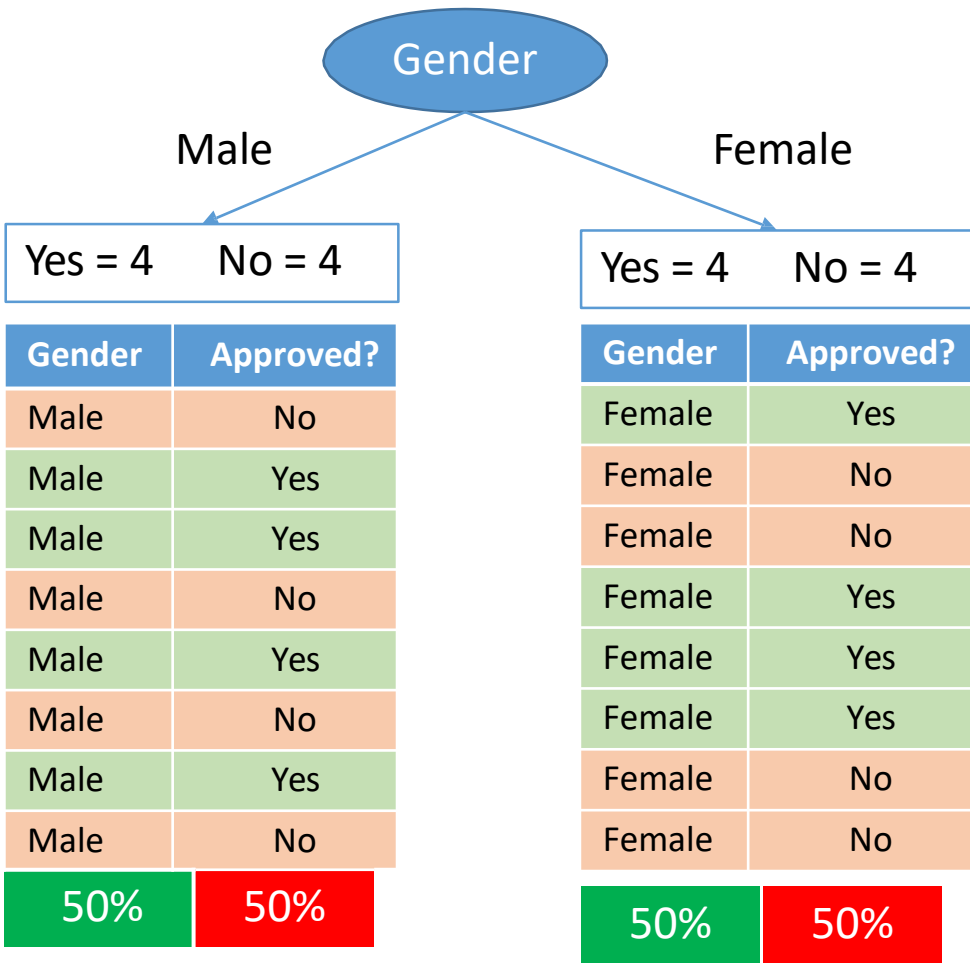 Gender
Male
Female
Yes = 4 No = 4
Gender Approved?
Male No
Male Yes
Male Yes
Male No
Male Yes
Male No
Male Yes
Male No
50% 50%
Yes = 4 No = 4
Gender Approved?
Female Yes
Female No
Female No
Female Yes
Female Yes
Female Yes
Female No
Female No
50% 50%